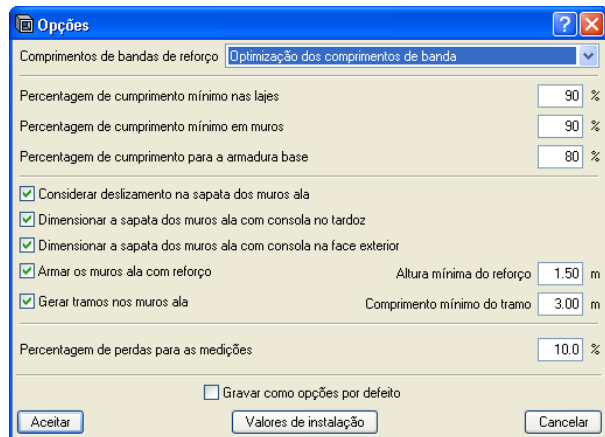 Opções
Comprimentos de bandas de reforço Optimização dos comprimentos de banda
Percentagem de cumprimento mínimo nas lajes 90 %
Percentagem de cumprimento mínimo em muros 90 %
Percentagem de cumprimento para a armadura base 80 %
Considerar deslizamento na sapata dos muros ala
Dimensionar a sapata dos muros ala com consola no tardoz
Dimensionar a sapata dos muros ala com consola na face exterior
Armar os muros ala com reforço Altura mínima do reforço 1.50 m
Gerar tramos nos muros ala Comprimento mínimo do tramo 3.00 m
Percentagem de perdas para as medições 10.0 %
Gravar como opções por defeito
Aceitar Valores de instalação Cancelar